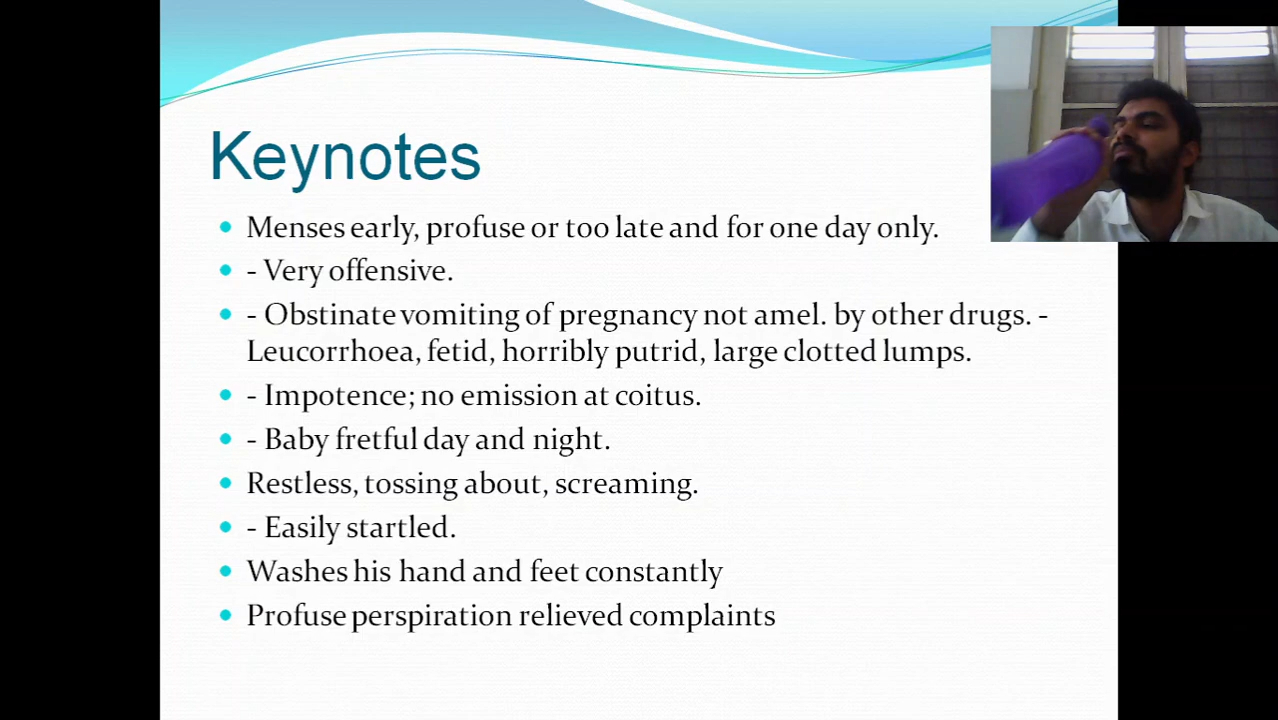 Keynotes
Menses early, profuse or too late and for one day only.
- Very offensive.
- Obstinate vomiting of pregnancy not amel. by other drugs. -
Leucorrhoea, fetid, horribly putrid, large clotted lumps.
- Impotence; no emission at coitus.
- Baby fretful day and night.
Restless, tossing about, screaming.
- Easily startled.
Washes his hand and feet constantly
Profuse perspiration relieved complaints